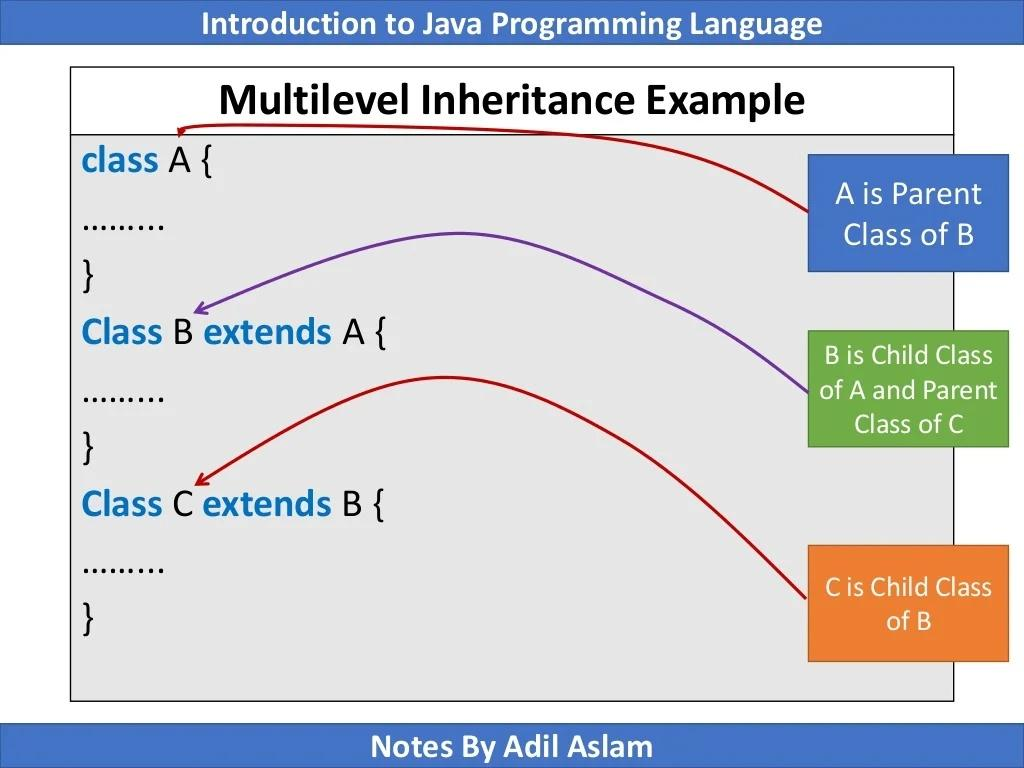 Introduction to Java Programming Language
Multilevel Inheritance Example
class A {
……...
}
Class B extends A {
……...
}
Class C extends B {
……...
}
A is Parent
Class of B
B is Child Class
of A and Parent
Class of C
C is Child Class
of B
Notes By Adil Aslam